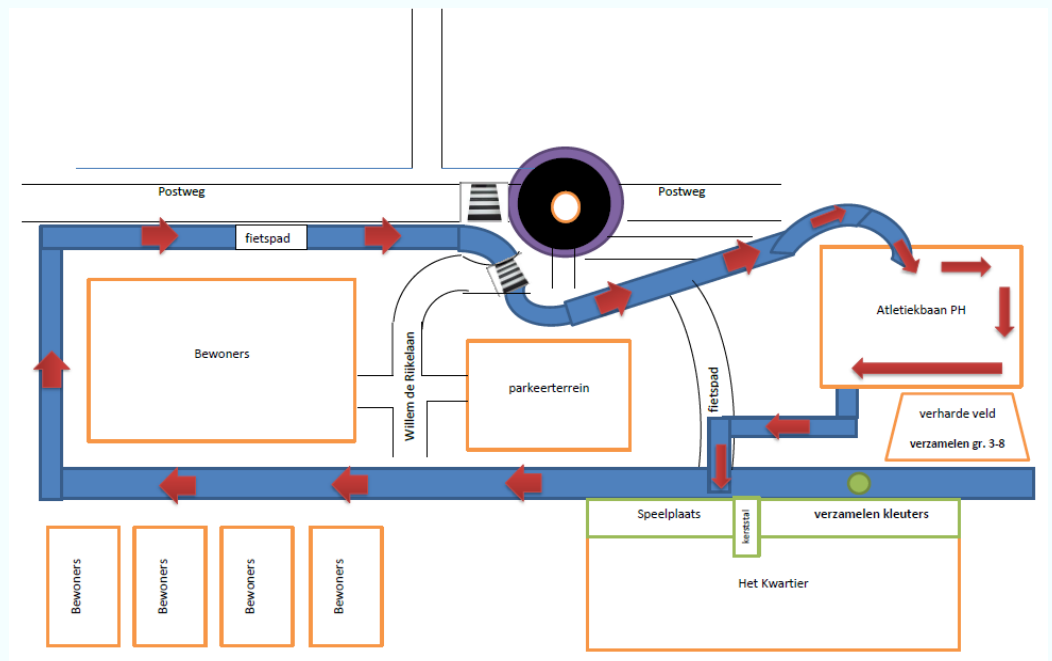 Postweg
Postweg
fietspad
Atletiekbaan PH
Bewoners
Willem de Rijkelaan
parkeerterrein
fietspad
verharde veld
verzamelen gr. 3-8
Speelplaats
kerststal
verzamelen kleuters
Bewoners
Bewoners
Bewoners
Bewoners
Het Kwartier